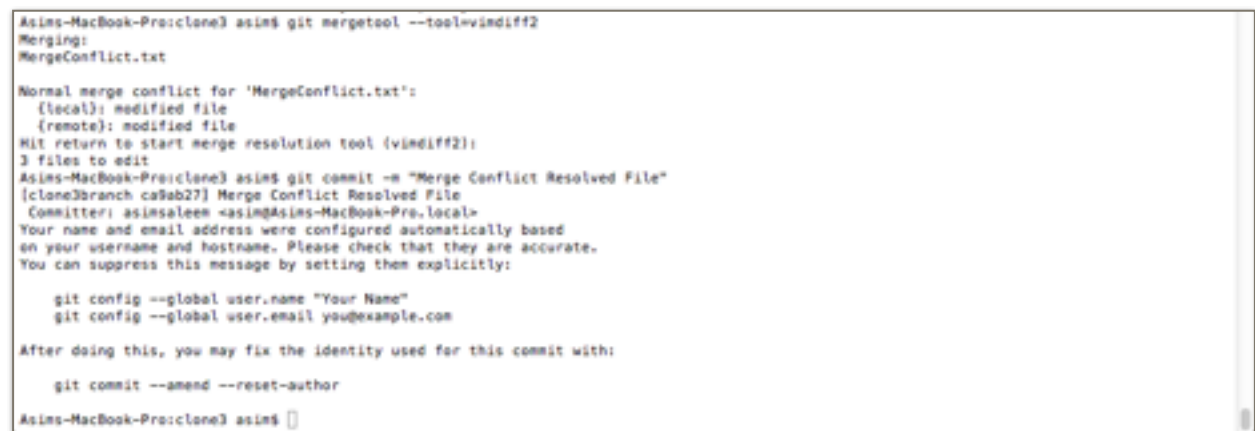 Asims-MacBook-Pro:clone3 asim$ git mergetool --tool=vimdiff2
Merging:
MergeConflict.txt
Normal merge conflict for 'MergeConflict.txt':
{local}: modified file
{remote}: modified file
Hit return to start merge resolution tool (vimdiff2):
3 files to edit
Asims-MacBook-Pro:clone3 asim$ git commit -m "Merge Conflict Resolved File"
[clone3branch ca9ab27] Merge Conflict Resolved File
Committer: asimsaleem <asim@Asims-MacBook-Pro.local>
Your name and email address were configured automatically based
on your username and hostname. Please check that they are accurate.
You can suppress this message by setting them explicitly:
git config --global user.name "Your Name"
git config --global user.email you@example.com
After doing this, you may fix the identity used for this commit with:
git commit --amend --reset-author
Asims-MacBook-Pro:clone3 asim$